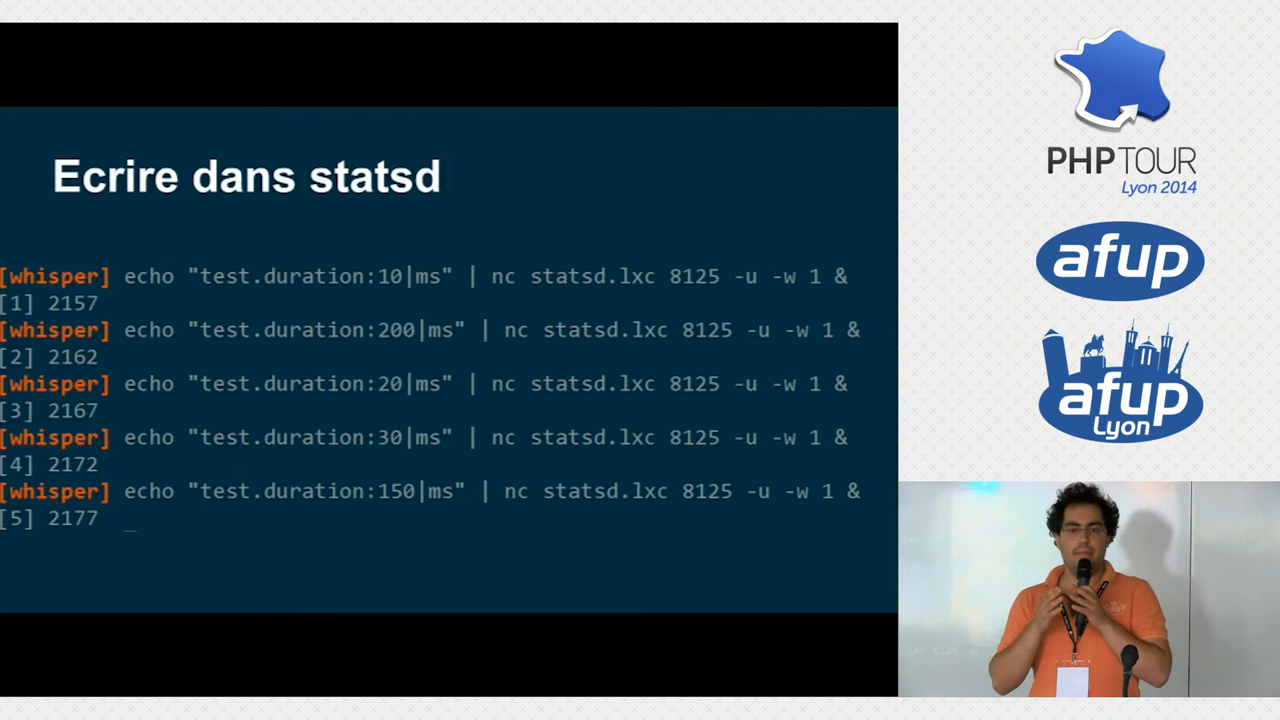 Ecrire dans statsd
[whisper] echo "test.duration:10|ms" | nc statsd.lxc 8125 -u -w 1 &
[1] 2157
[whisper] echo "test.duration:200|ms" | nc statsd.lxc 8125 -u -w 1 &
[2] 2162
[whisper] echo "test.duration:20|ms" | nc statsd.lxc 8125 -u -w 1 &
[3] 2167
[whisper] echo "test.duration:30|ms" | nc statsd.lxc 8125 -u -w 1 &
[4] 2172
[whisper] echo "test.duration:150|ms" | nc statsd.lxc 8125 -u -w 1 &
[5] 2177 _
PHPTOUR
Lyon 2014
afup
afup
Lyon